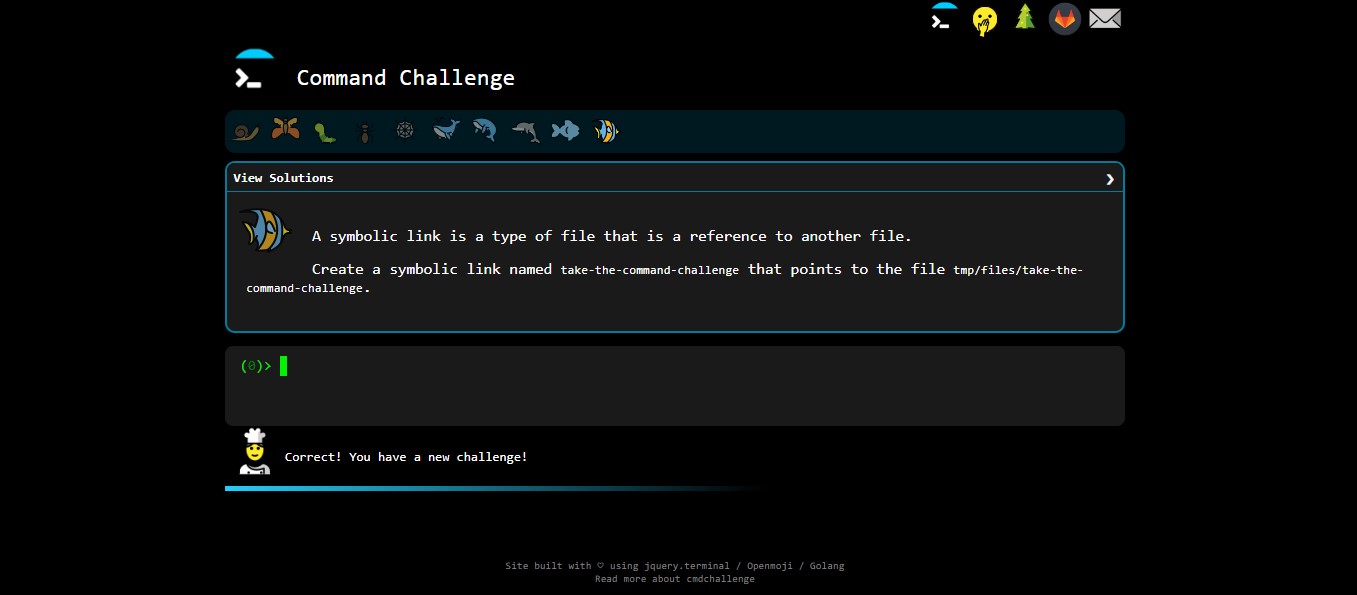 Command Challenge
View Solutions
A symbolic link is a type of file that is a reference to another file.
Create a symbolic link named take-the-command-challenge that points to the file tmp/files/take-the-
command-challenge.
(0)>
Correct! You have a new challenge!
Site built with ♡ using jquery.terminal / Openmoji / Golang
Read more about cmdchallenge